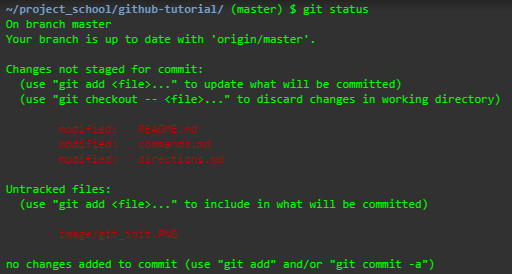 ~/project_school/github-tutorial/ (master) $ git status
On branch master
Your branch is up to date with 'origin/master'.
Changes not staged for commit:
(use "git add <file>..." to update what will be committed)
(use "git checkout -- <file>..." to discard changes in working directory)
modified: README.md
modified: commands.md
modified: directions.md
Untracked files:
(use "git add <file>..." to include in what will be committed)
image/git_init.PNG
no changes added to commit (use "git add" and/or "git commit -a")